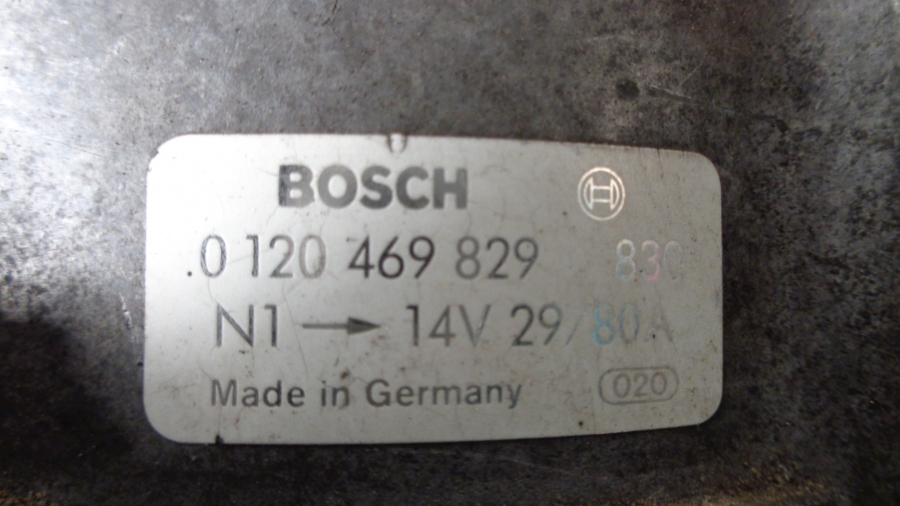 BOSCH
.0 120 469 829 830
N1 → 14V 29/80A
Made in Germany 020